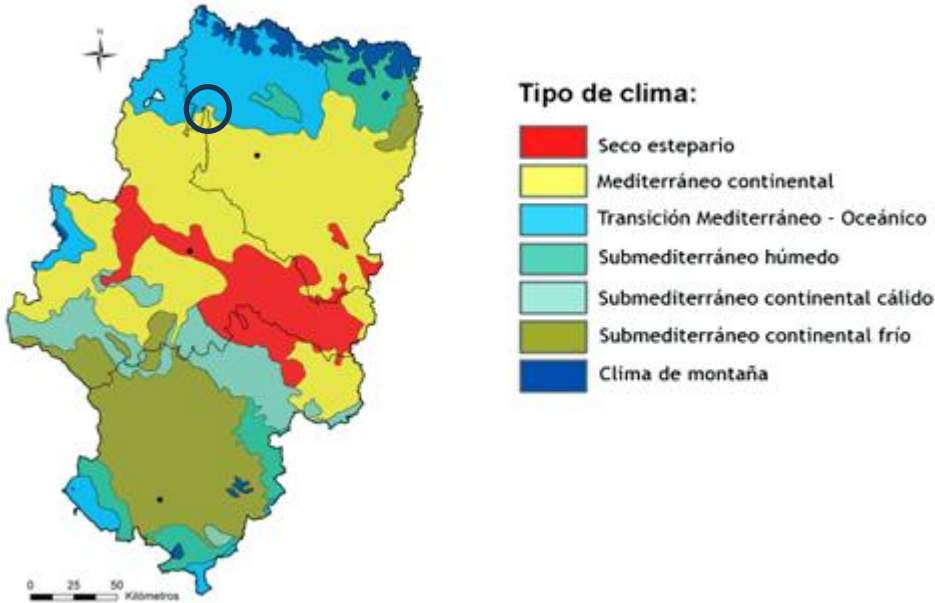 N
Tipo de clima:
Seco estepario
Mediterráneo continental
Transición Mediterráneo - Oceánico
Submediterráneo húmedo
Submediterráneo continental cálido
Submediterráneo continental frío
Clima de montaña
0 25 50
Kilómetros